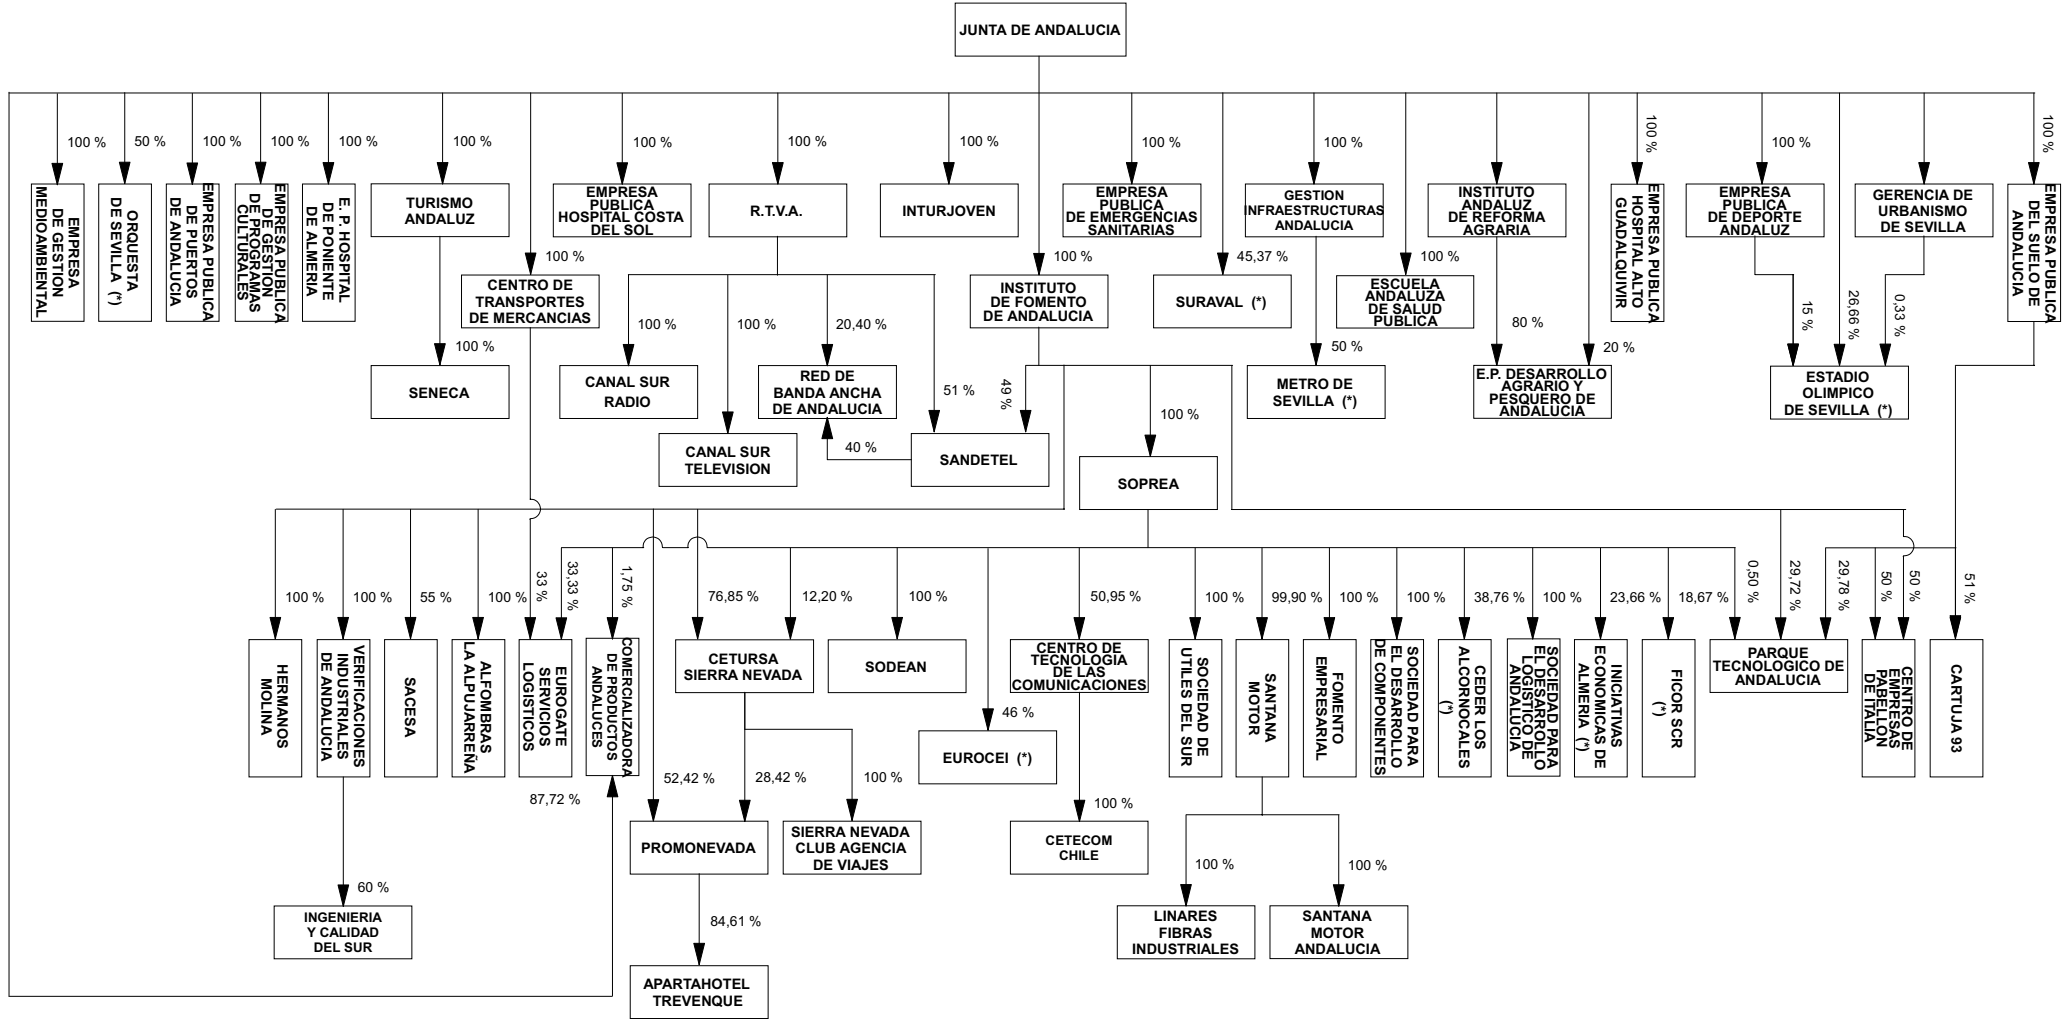 JUNTA DE ANDALUCIA
100 %
50 %
100 %
100 %
100 %
100 %
100 %
100 %
100 %
100 %
100 %
100 %
100 %
100 %
EMPRESA
DE GESTION
MEDIOAMBIENTAL
ORQUESTA
DE SEVILLA (*)
EMPRESA PUBLICA
DE PUERTOS
DE ANDALUCIA
EMPRESA PUBLICA
DE GESTION
DE PROGRAMAS
CULTURALES
E. P. HOSPITAL
DE PONIENTE
DE ALMERIA
TURISMO
ANDALUZ
EMPRESA
PUBLICA
HOSPITAL COSTA
DEL SOL
R.T.V.A.
INTURJOVEN
EMPRESA
PUBLICA
DE EMERGENCIAS
SANITARIAS
GESTION
INFRAESTRUCTURAS
ANDALUCIA
INSTITUTO
ANDALUZ
DE REFORMA
AGRARIA
EMPRESA PUBLICA
HOSPITAL ALTO
GUADALQUIVIR
EMPRESA
PUBLICA
DE DEPORTE
ANDALUZ
GERENCIA DE
URBANISMO
DE SEVILLA
EMPRESA PUBLICA
DEL SUELO DE
ANDALUCIA
100 %
100 %
45,37 %
100 %
CENTRO DE
TRANSPORTES
DE MERCANCIAS
INSTITUTO
DE FOMENTO
DE ANDALUCIA
SURAVAL (*)
ESCUELA
ANDALUZA
DE SALUD
PUBLICA
100 %
100 %
100 %
20,40 %
51 %
49 %
50 %
80 %
20 %
15 %
26,66 %
0,33 %
SENECA
CANAL SUR
RADIO
RED DE
BANDA ANCHA
DE ANDALUCIA
METRO DE
SEVILLA (*)
E.P. DESARROLLO
AGRARIO Y
PESQUERO DE
ANDALUCIA
ESTADIO
OLIMPICO
DE SEVILLA (*)
100 %
CANAL SUR
TELEVISION
40 %
SANDETEL
SOPREA
100 %
100 %
55 %
100 %
33 %
33,33 %
1,75 %
76,85 %
12,20 %
100 %
50,95 %
100 %
99,90 %
100 %
100 %
38,76 %
100 %
23,66 %
18,67 %
0,50 %
29,72 %
29,78 %
50 %
50 %
51 %
HERMANOS
MOLINA
VERIFICACIONES
INDUSTRIALES
DE ANDALUCIA
SACESA
ALFOMBRAS
LA ALPUJARREÑA
EUROGATE
SERVICIOS
LOGISTICOS
COMERCIALIZADORA
DE PRODUCTOS
ANDALUCES
CETURSA
SIERRA NEVADA
SODEAN
CENTRO DE
TECNOLOGIA
DE LAS
COMUNICACIONES
SOCIEDAD DE
UTILES DEL SUR
SANTANA
MOTOR
FOMENTO
EMPRESARIAL
SOCIEDAD PARA
EL DESARROLLO
DE COMPONENTES
CEDER LOS
ALCORNOCALES
(*)
SOCIEDAD PARA
EL DESARROLLO
LOGISTICO DE
ANDALUCIA
INICIATIVAS
ECONOMICAS DE
ALMERIA (*)
FICOR SCR
(*)
PARQUE
TECNOLOGICO DE
ANDALUCIA
CENTRO DE
EMPRESAS
PABELLON
DE ITALIA
CARTUJA 93
46 %
EUROCEI (*)
87,72 %
52,42 %
28,42 %
100 %
100 %
PROMONEVADA
SIERRA NEVADA
CLUB AGENCIA
DE VIAJES
CETECOM
CHILE
100 %
100 %
60 %
INGENIERIA
Y CALIDAD
DEL SUR
84,61 %
LINARES
FIBRAS
INDUSTRIALES
SANTANA
MOTOR
ANDALUCIA
APARTAHOTEL
TREVENQUE